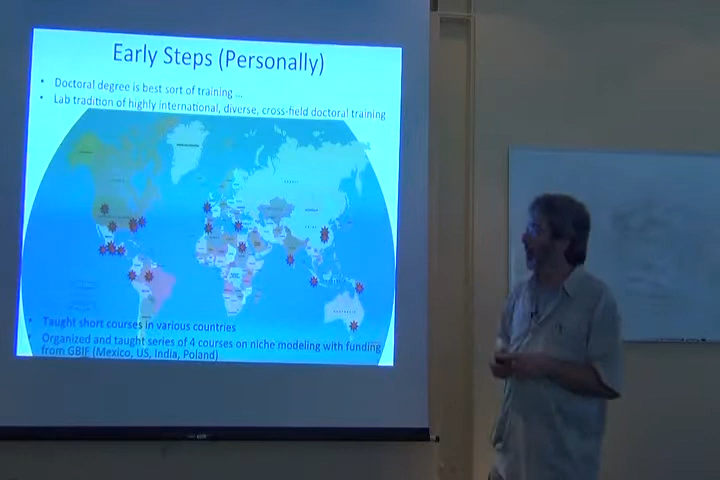 Early Steps (Personally)
• Doctoral degree is best sort of training …
• Lab tradition of highly international, diverse, cross-field doctoral training
• Taught short courses in various countries
• Organized and taught series of 4 courses on niche modeling with funding
from GBIF (Mexico, US, India, Poland)